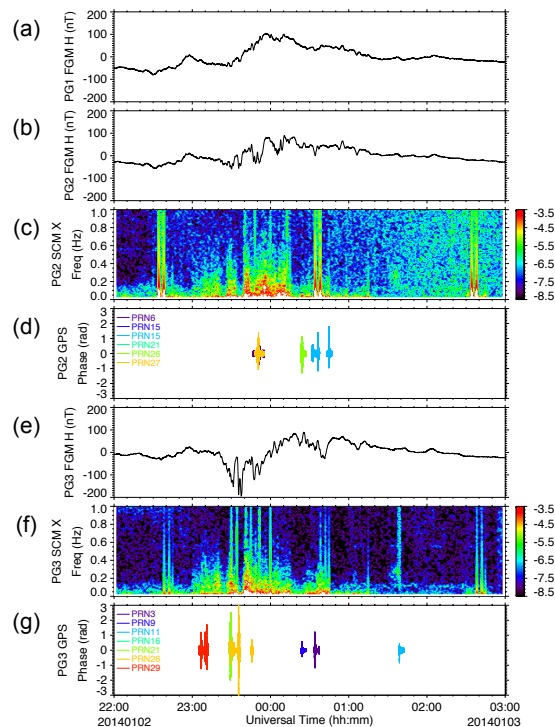 (a)
PG1 FGM H (nT)
200
100
0
-100
-200
(b)
PG2 FGM H (nT)
200
100
0
-100
-200
(c)
PG2 SCM X
Freq (Hz)
1.0
0.8
0.6
0.4
0.2
0.0
-3.5
-4.5
-5.5
-6.5
-7.5
-8.5
(d)
PG2 GPS
Phase (rad)
3
2
1
0
-1
-2
-3
PRN6
PRN15
PRN15
PRN21
PRN26
PRN27
(e)
PG3 FGM H (nT)
200
100
0
-100
-200
(f)
PG3 SCM X
Freq (Hz)
1.0
0.8
0.6
0.4
0.2
0.0
-3.5
-4.5
-5.5
-6.5
-7.5
-8.5
(g)
PG3 GPS
Phase (rad)
3
2
1
0
-1
-2
-3
PRN3
PRN9
PRN11
PRN16
PRN21
PRN26
PRN29
22:00 23:00 00:00 01:00 02:00 03:00
20140102 Universal Time (hh:mm) 20140103